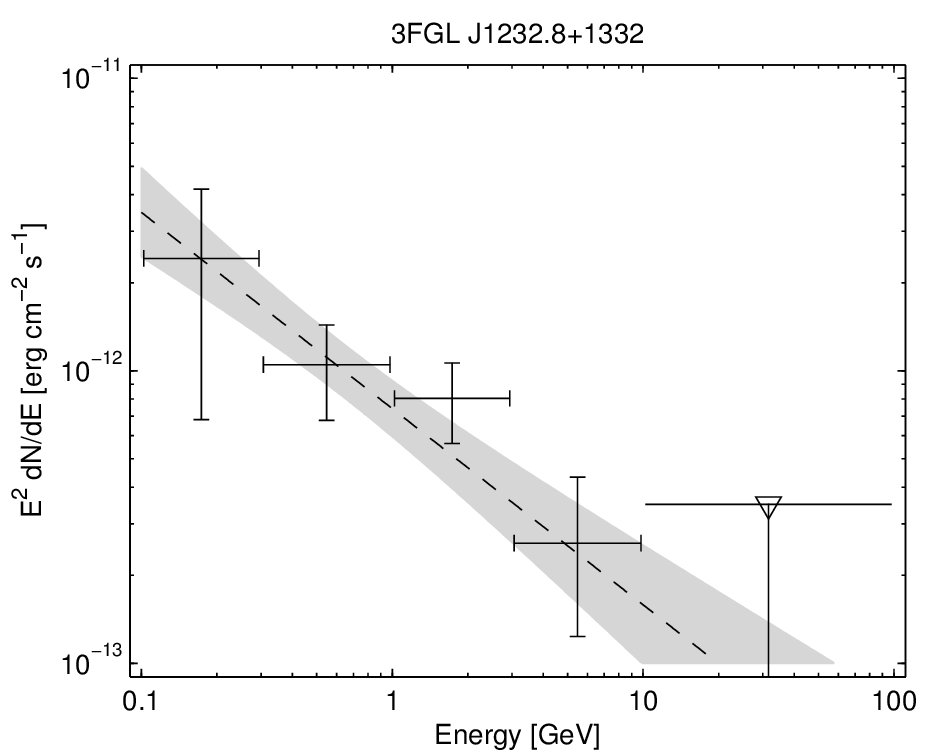 3FGL J1232.8+1332
10⁻¹¹
10⁻¹²
10⁻¹³
E² dN/dE [erg cm⁻² s⁻¹]
0.1 1 10 100
Energy [GeV]